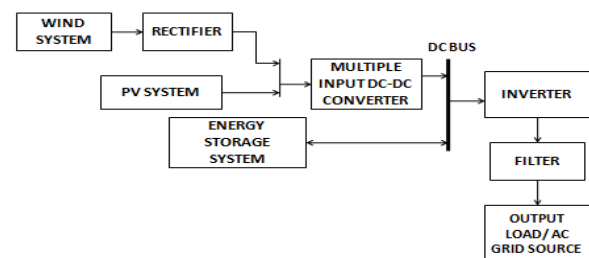 WIND
SYSTEM
RECTIFIER
PV SYSTEM
MULTIPLE
INPUT DC-DC
CONVERTER
DC BUS
ENERGY
STORAGE
SYSTEM
INVERTER
FILTER
OUTPUT
LOAD/ AC
GRID SOURCE